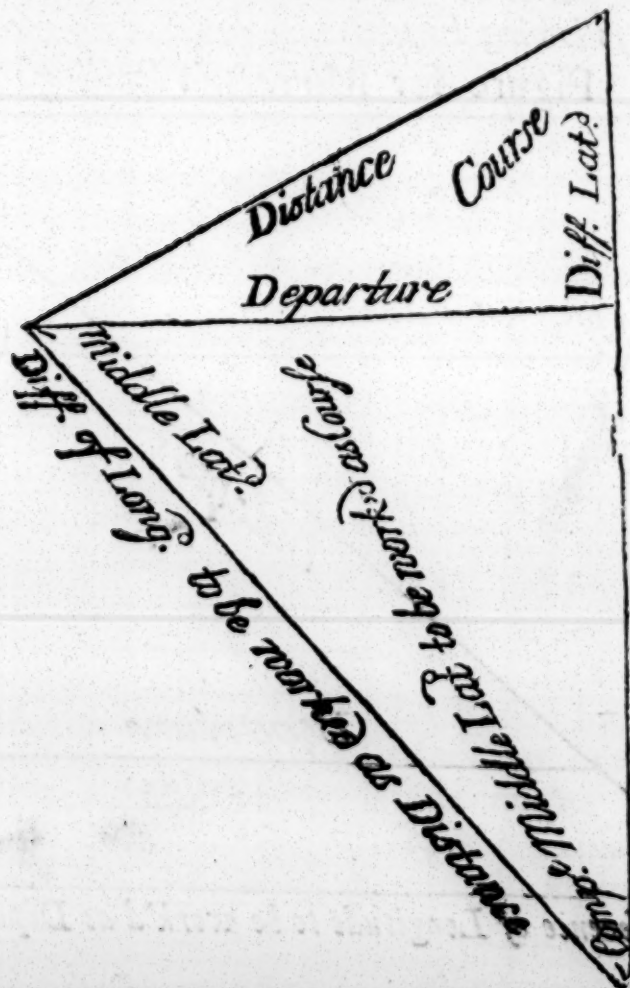 Distance
Course
Diff. Lat.d
Departure
Middle Lat.
Diff. of Long. to be worked as Distance
Comp.t Middle Lat to be work.d as Courſe